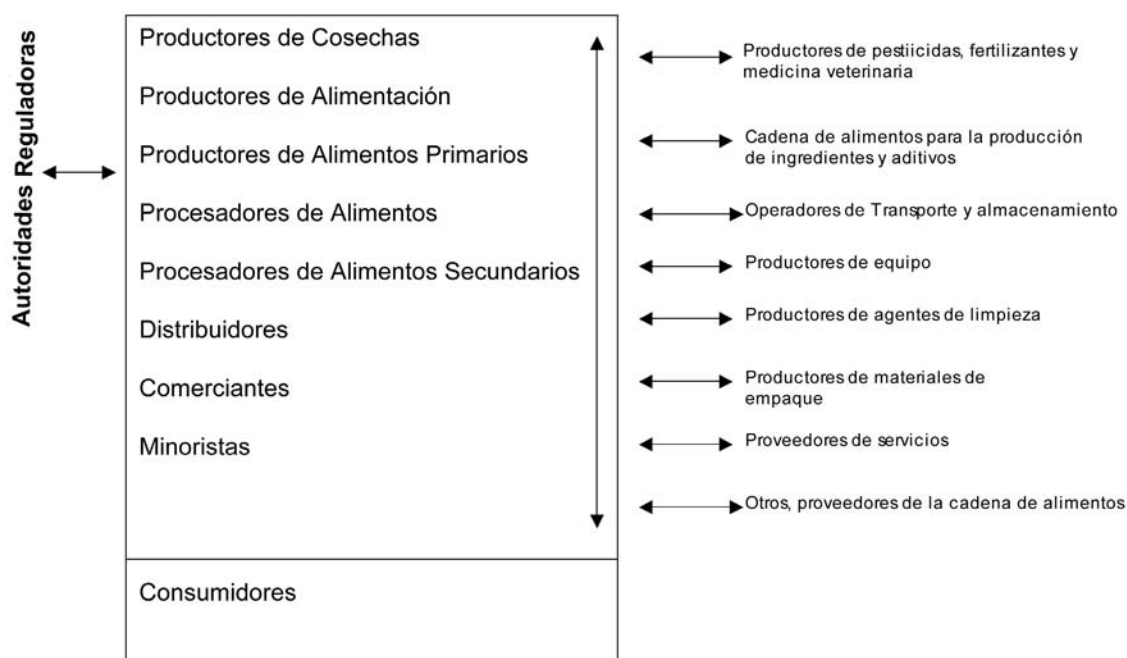 Autoridades Reguladoras
Productores de Cosechas
Productores de Alimentación
Productores de Alimentos Primarios
Procesadores de Alimentos
Procesadores de Alimentos Secundarios
Distribuidores
Comerciantes
Minoristas
Consumidores
Productores de pestiicidas, fertilizantes y
medicina veterinaria
Cadena de alimentos para la producción
de ingredientes y aditivos
Operadores de Transporte y almacenamiento
Productores de equipo
Productores de agentes de limpieza
Productores de materiales de
empaque
Proveedores de servicios
Otros, proveedores de la cadena de alimentos